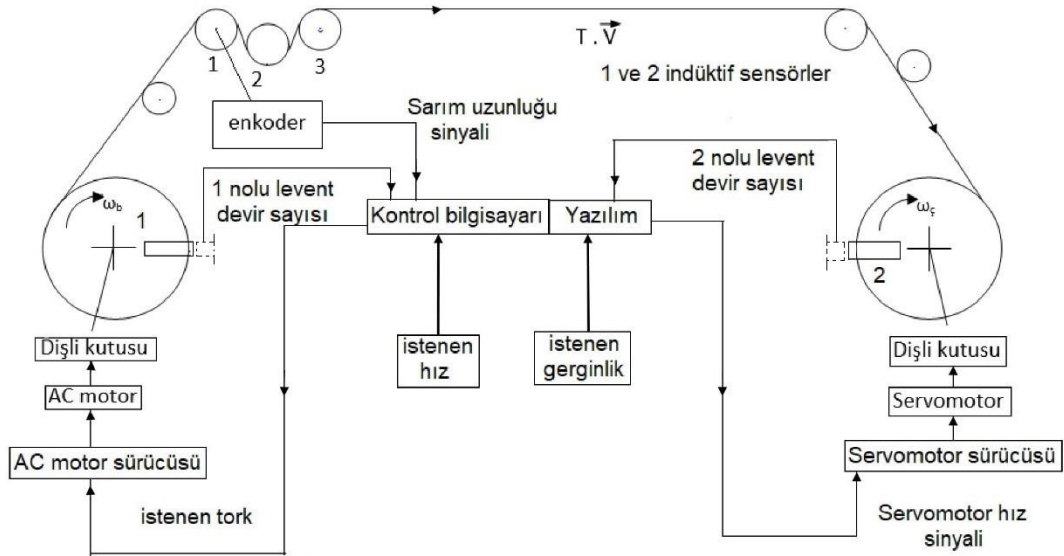 T . V
1 2 3
1 ve 2 indüktif sensörler
enkoder
Sarım uzunluğu
sinyali
1 nolu levent
devir sayısı
2 nolu levent
devir sayısı
ωb
1
Kontrol bilgisayarı
Yazılım
ωç
2
istenen
hız
istenen
gerginlik
Dişli kutusu
AC motor
AC motor sürücüsü
istenen tork
Dişli kutusu
Servomotor
Servomotor sürücüsü
Servomotor hız
sinyali